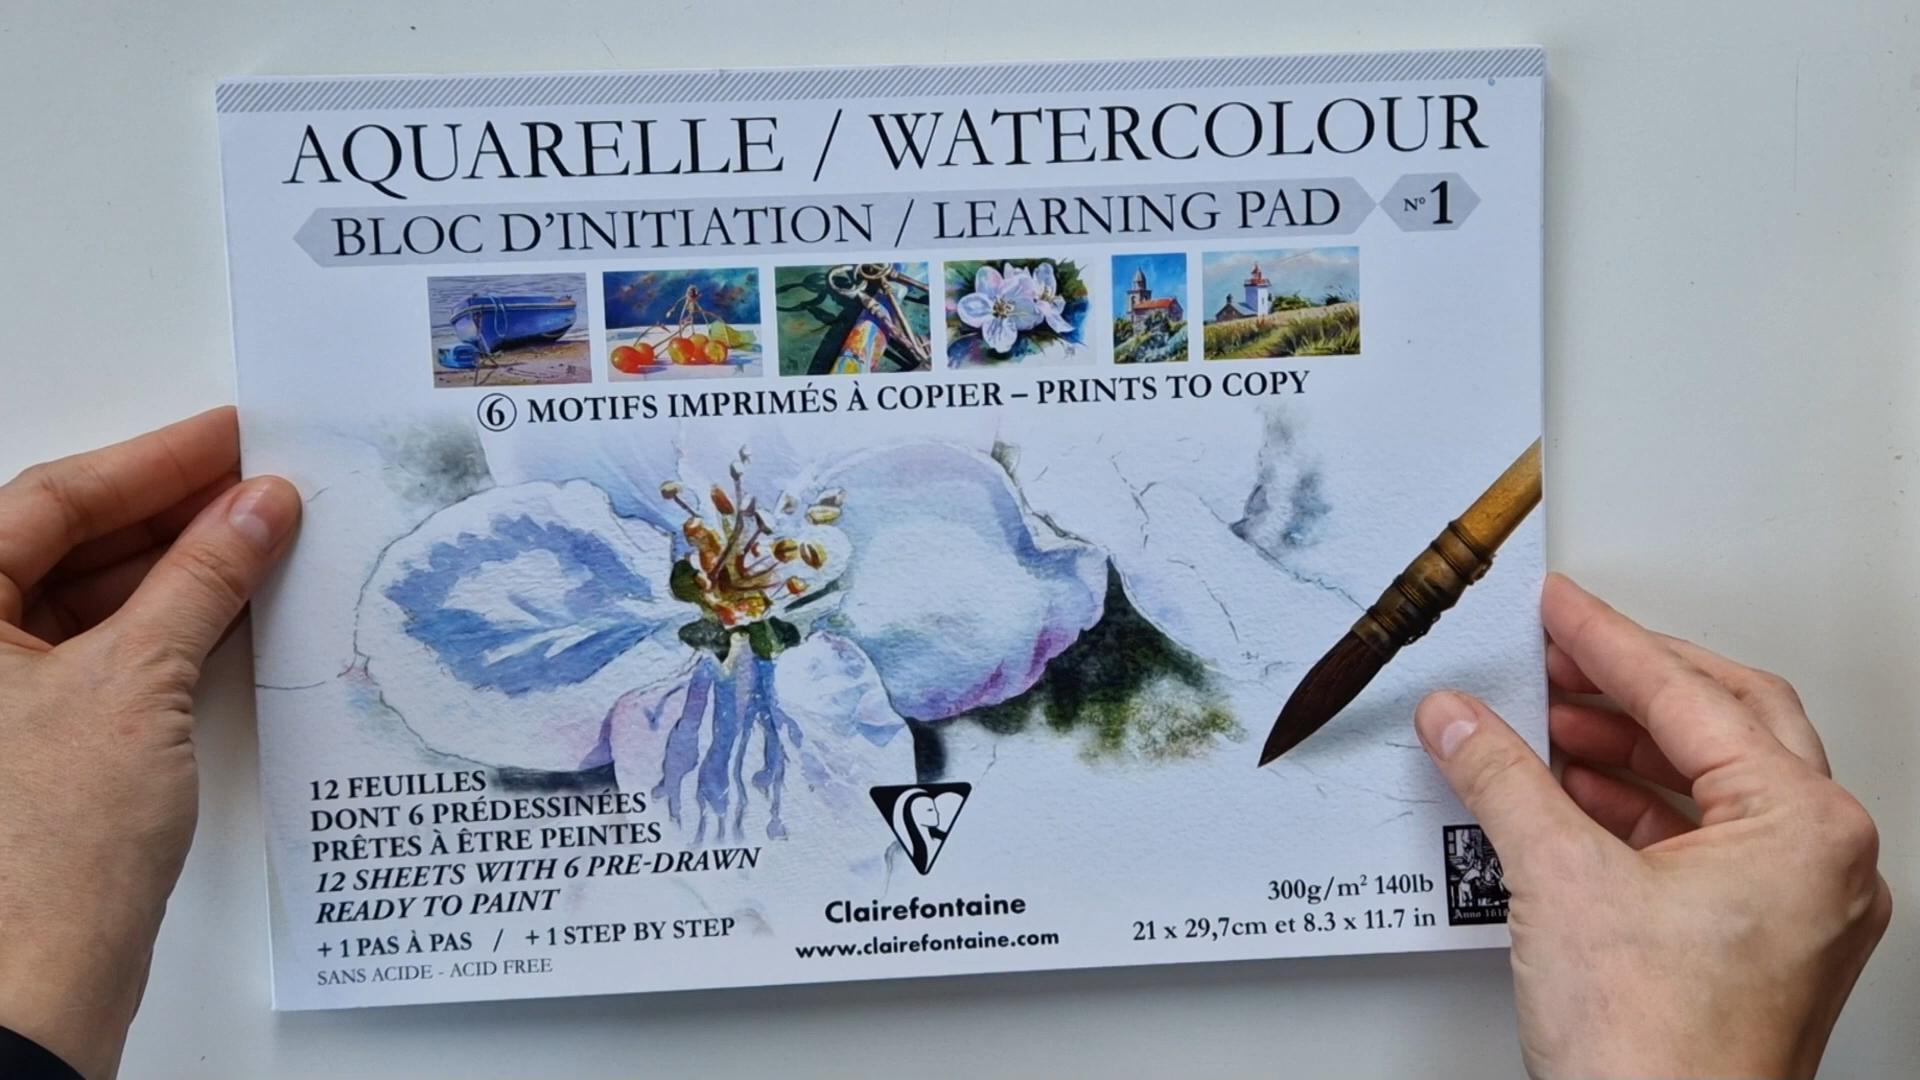 AQUARELLE / WATERCOLOUR
BLOC D'INITIATION / LEARNING PAD Nº1
6 MOTIFS IMPRIMÉS À COPIER – PRINTS TO COPY
12 FEUILLES
DONT 6 PRÉDESSINÉES
PRÊTES À ÊTRE PEINTES
12 SHEETS WITH 6 PRE-DRAWN
READY TO PAINT
+ 1 PAS À PAS / + 1 STEP BY STEP
SANS ACIDE - ACID FREE
Clairefontaine
www.clairefontaine.com
300g/m² 140lb
21 x 29,7cm et 8.3 x 11.7 in
Anno